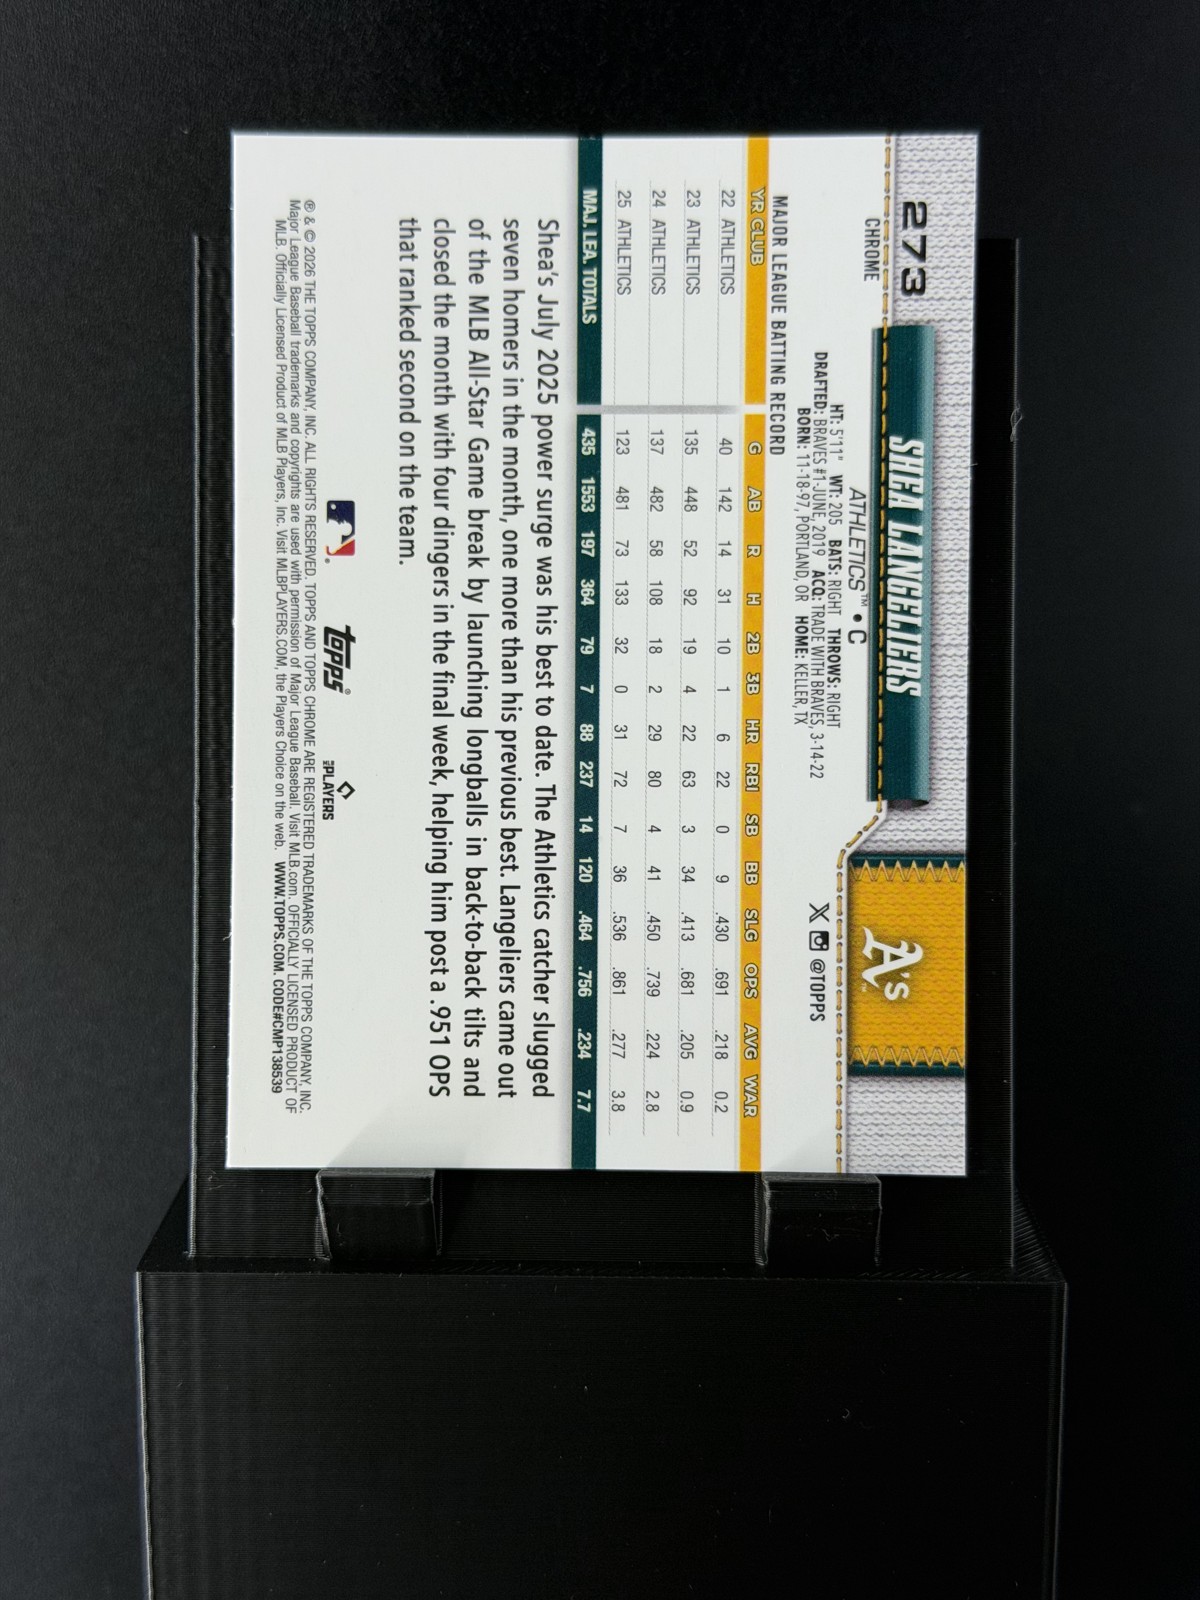 273
CHROME
SHEA LANGELIERS
ATHLETICS™ • C
HT: 5'11" WT: 205 BATS: RIGHT THROWS: RIGHT
DRAFTED: BRAVES #1-JUNE, 2019 ACQ: TRADE WITH BRAVES, 3-14-22
BORN: 11-18-97, PORTLAND, OR HOME: KELLER, TX
A's™
X @TOPPS
MAJOR LEAGUE BATTING RECORD
YR CLUB G AB R H 2B 3B HR RBI SB BB SLG OPS AVG WAR
22 ATHLETICS 40 142 14 31 10 1 6 22 0 9 .430 .691 .218 0.2
23 ATHLETICS 135 448 52 92 19 4 22 63 3 34 .413 .681 .205 0.9
24 ATHLETICS 137 482 58 108 18 2 29 80 4 41 .450 .739 .224 2.8
25 ATHLETICS 123 481 73 133 32 0 31 72 7 36 .536 .861 .277 3.8
MAJ. LEA. TOTALS 435 1553 197 364 79 7 88 237 14 120 .464 .756 .234 7.7
Shea's July 2025 power surge was his best to date. The Athletics catcher slugged
seven homers in the month, one more than his previous best. Langeliers came out
of the MLB All-Star Game break by launching longballs in back-to-back tilts and
closed the month with four dingers in the final week, helping him post a .951 OPS
that ranked second on the team.
topps®
MLB PLAYERS
® & © 2026 THE TOPPS COMPANY, INC. ALL RIGHTS RESERVED. TOPPS AND TOPPS CHROME ARE REGISTERED TRADEMARKS OF THE TOPPS COMPANY, INC.
Major League Baseball trademarks and copyrights are used with permission of Major League Baseball. Visit MLB.com. OFFICIALLY LICENSED PRODUCT OF
MLB. Officially Licensed Product of MLB Players, Inc. Visit MLBPLAYERS.COM, the Players Choice on the web. WWW.TOPPS.COM. CODE#CMP138539